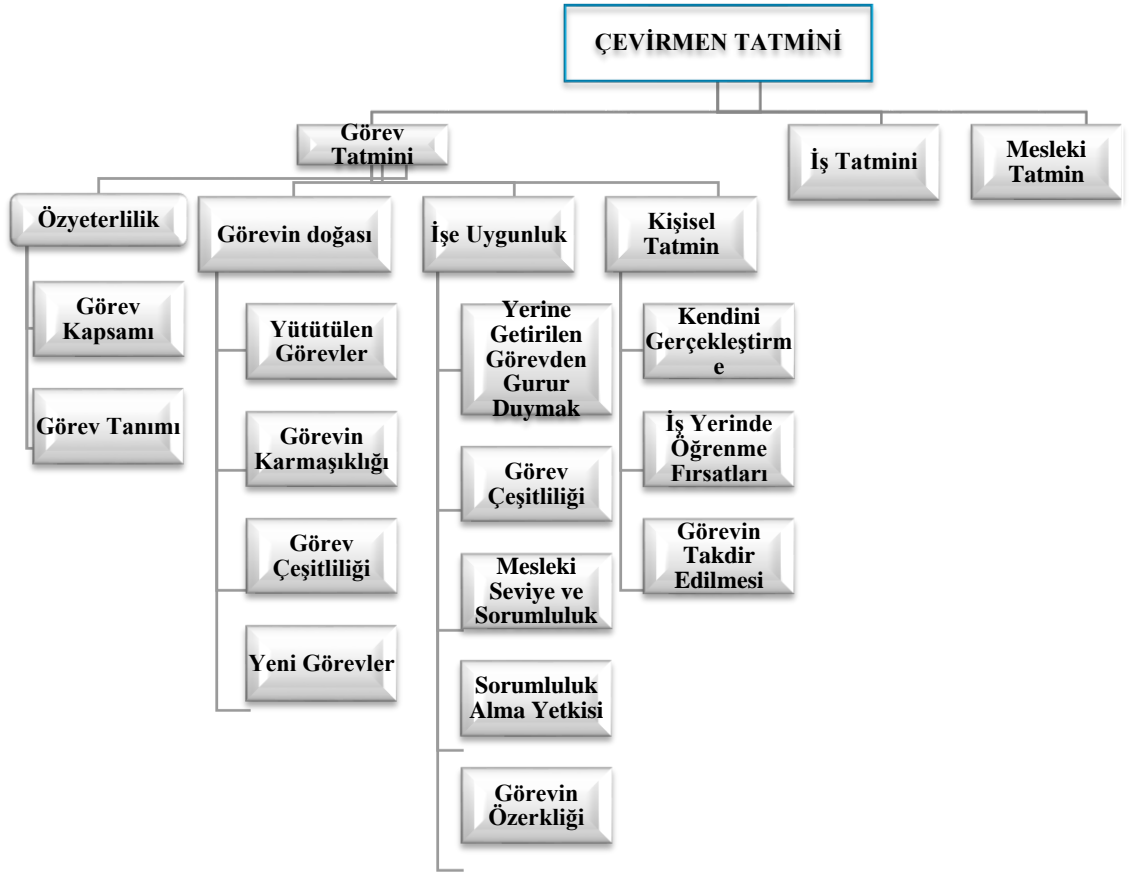 ÇEVİRMEN TATMİNİ
Görev
Tatmini
İş Tatmini
Mesleki
Tatmin
Özyeterlilik
Görev
Kapsamı
Görev Tanımı
Görevin doğası
Yütütülen
Görevler
Görevin
Karmaşıklığı
Görev
Çeşitliliği
Yeni Görevler
İşe Uygunluk
Yerine
Getirilen
Görevden
Gurur
Duymak
Görev
Çeşitliliği
Mesleki
Seviye ve
Sorumluluk
Sorumluluk
Alma Yetkisi
Görevin
Özerkliği
Kişisel
Tatmin
Kendini
Gerçekleştirm
e
İş Yerinde
Öğrenme
Fırsatları
Görevin
Takdir
Edilmesi